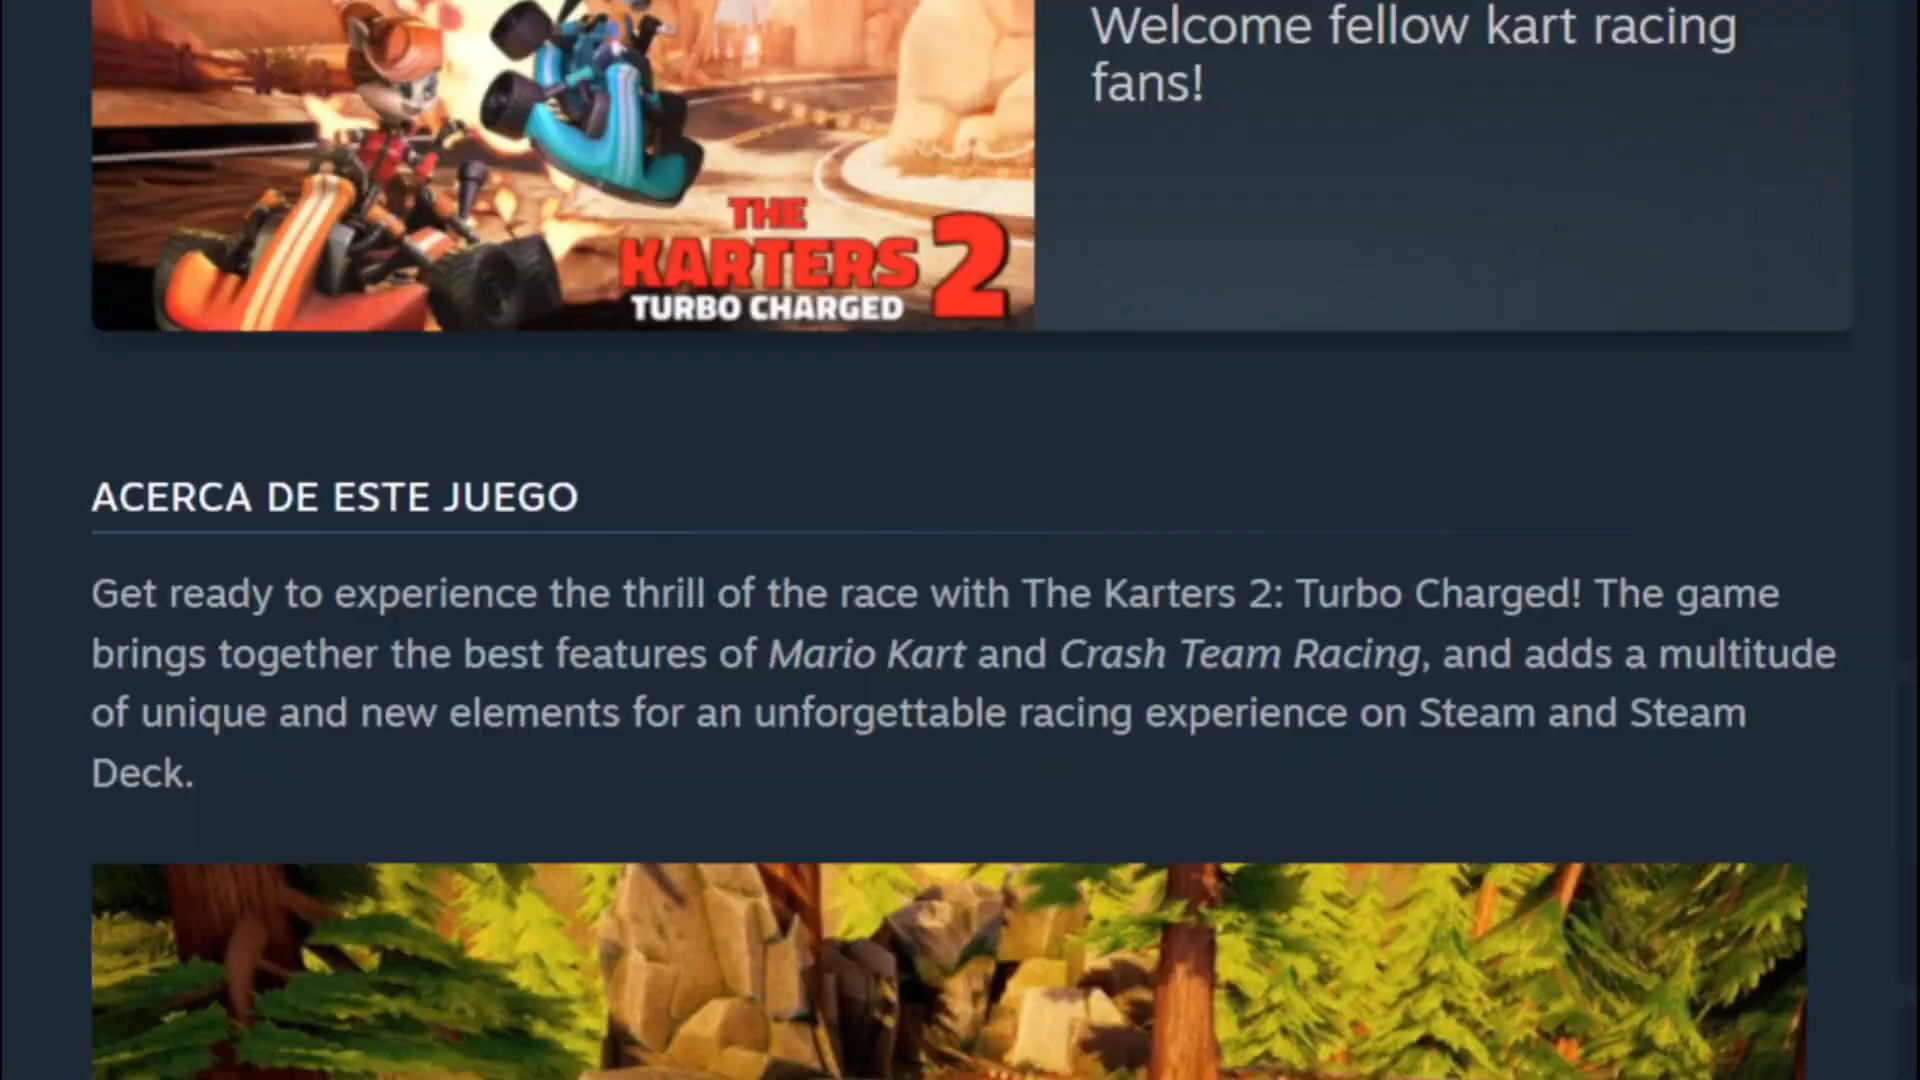 Welcome fellow kart racing
fans!
THE
KARTERS 2
TURBO CHARGED
ACERCA DE ESTE JUEGO
Get ready to experience the thrill of the race with The Karters 2: Turbo Charged! The game
brings together the best features of Mario Kart and Crash Team Racing, and adds a multitude
of unique and new elements for an unforgettable racing experience on Steam and Steam
Deck.